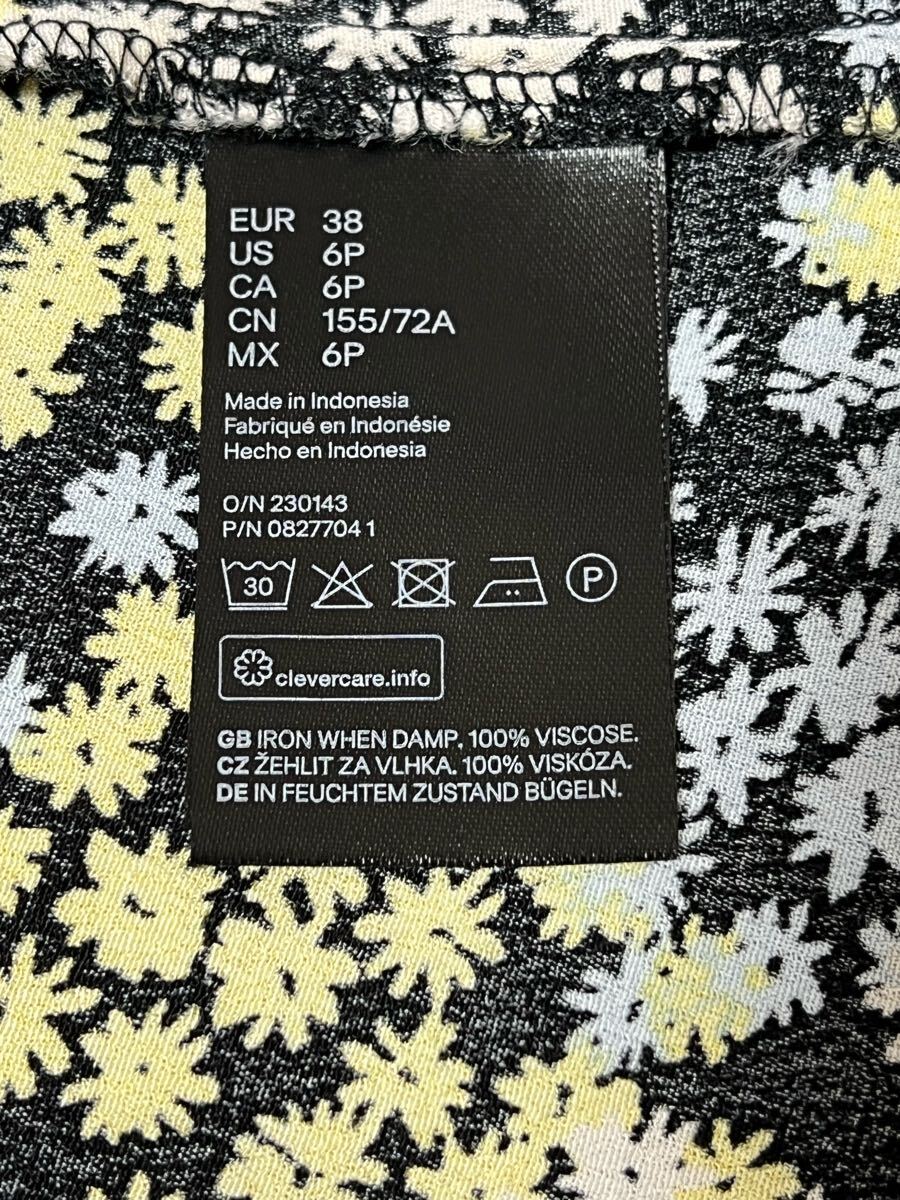 EUR 38
US 6P
CA 6P
CN 155/72A
MX 6P
Made in Indonesia
Fabriqué en Indonésie
Hecho en Indonesia
O/N 230143
P/N 0827704 1
30 P
clevercare.info
GB IRON WHEN DAMP. 100% VISCOSE.
CZ ŽEHLIT ZA VLHKA. 100% VISKÓZA.
DE IN FEUCHTEM ZUSTAND BÜGELN.